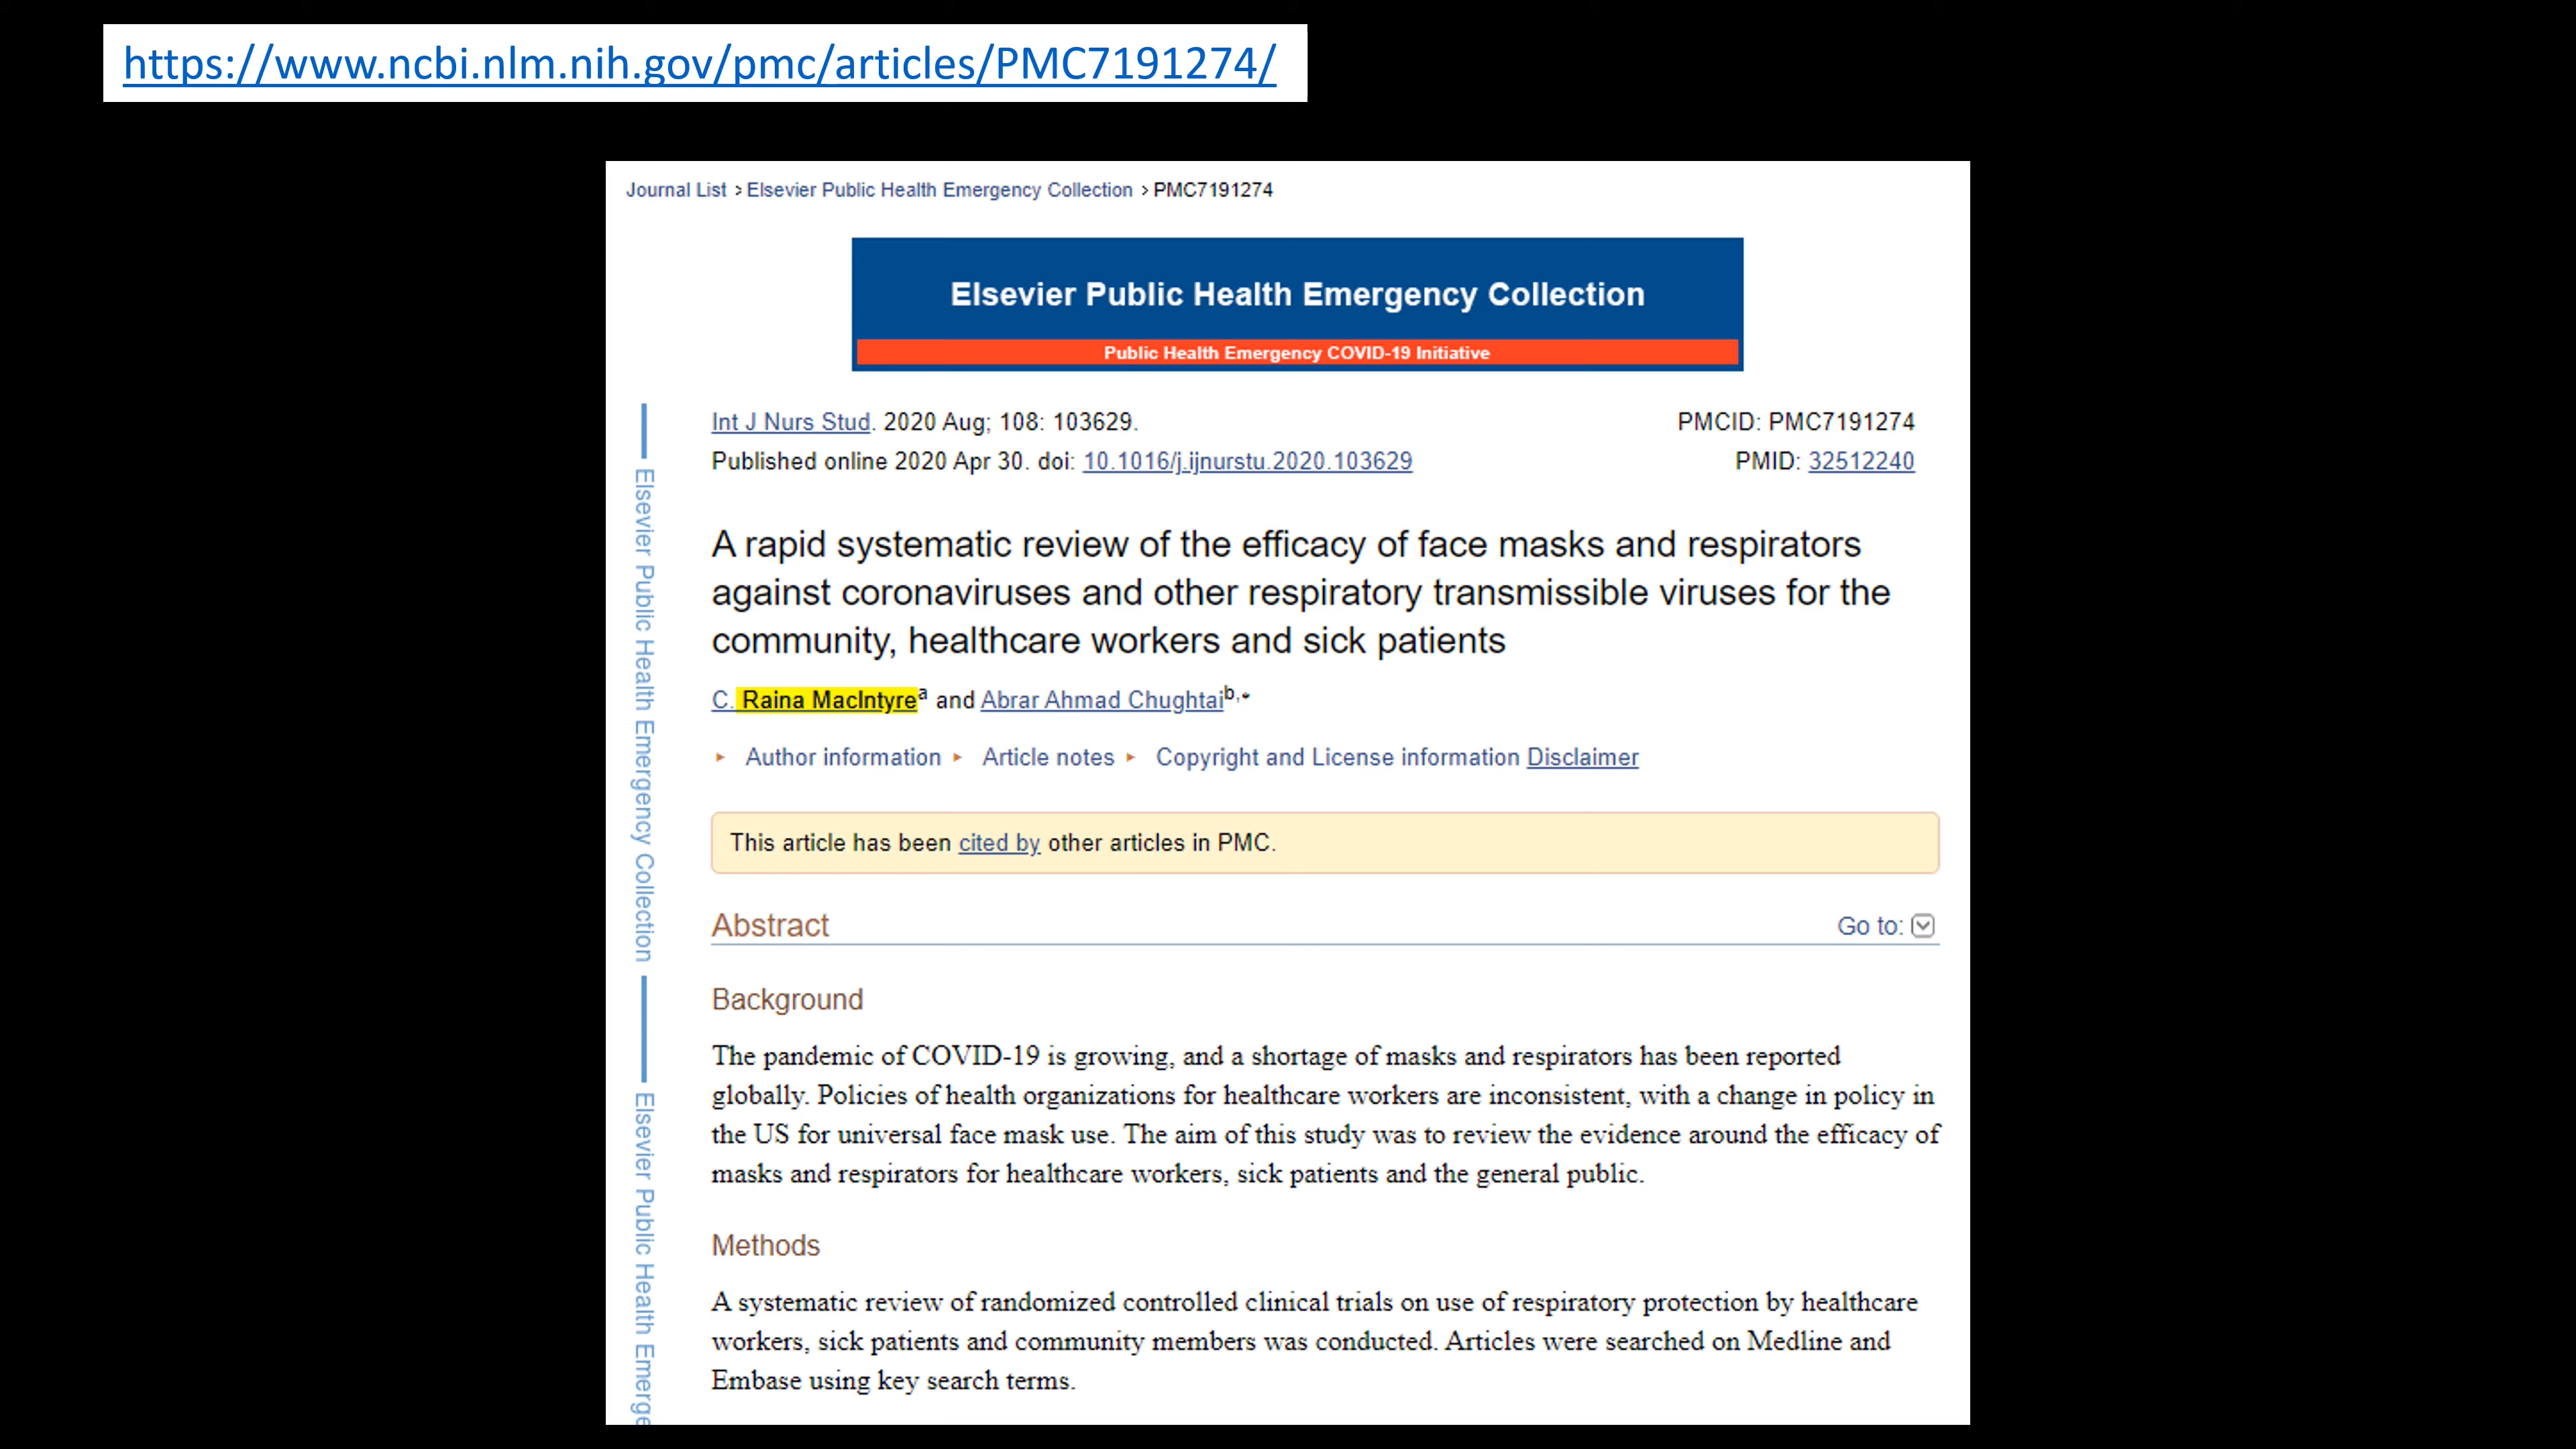 https://www.ncbi.nlm.nih.gov/pmc/articles/PMC7191274/
Journal List > Elsevier Public Health Emergency Collection > PMC7191274
Elsevier Public Health Emergency Collection
Public Health Emergency COVID-19 Initiative
Int J Nurs Stud. 2020 Aug; 108: 103629.
PMCID: PMC7191274
Published online 2020 Apr 30. doi: 10.1016/j.ijnurstu.2020.103629
PMID: 32512240
A rapid systematic review of the efficacy of face masks and respirators
against coronaviruses and other respiratory transmissible viruses for the
community, healthcare workers and sick patients
C. Raina MacIntyre a and Abrar Ahmad Chughtai b,*
Author information Article notes Copyright and License information Disclaimer
This article has been cited by other articles in PMC.
Abstract
Go to:
Background
The pandemic of COVID-19 is growing, and a shortage of masks and respirators has been reported
globally. Policies of health organizations for healthcare workers are inconsistent, with a change in policy in
the US for universal face mask use. The aim of this study was to review the evidence around the efficacy of
masks and respirators for healthcare workers, sick patients and the general public.
Methods
A systematic review of randomized controlled clinical trials on use of respiratory protection by healthcare
workers, sick patients and community members was conducted. Articles were searched on Medline and
Embase using key search terms.
Elsevier Public Health Emergency Collection
Elsevier Public Health Emerge